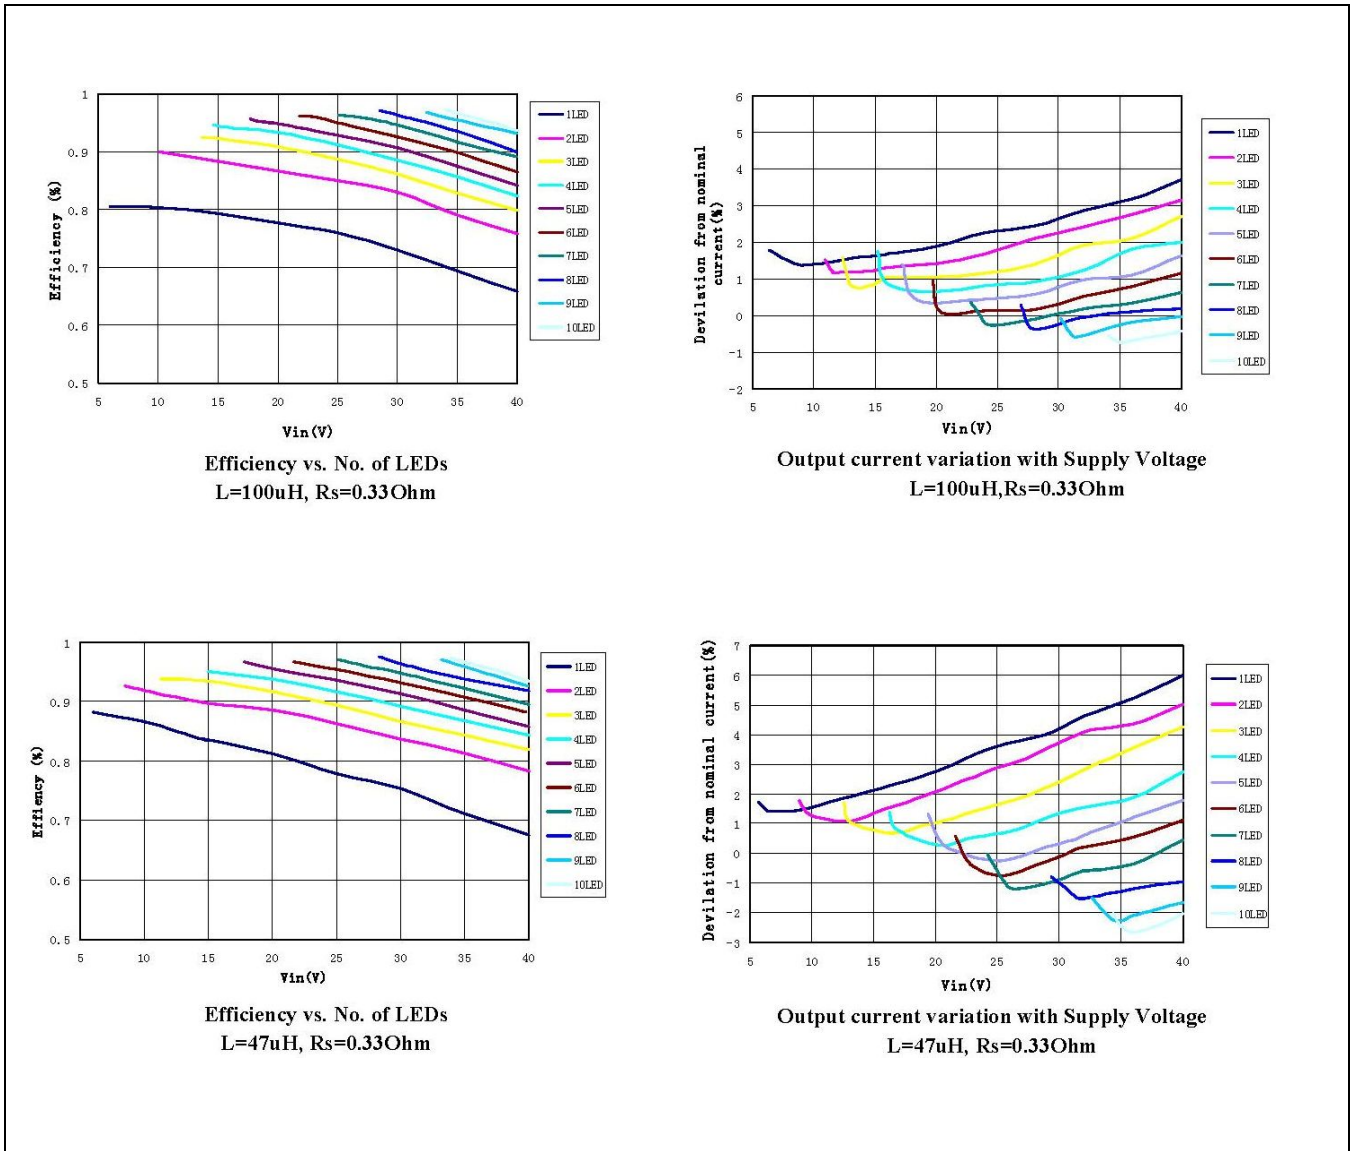 1
0.9
0.8
0.7
0.6
0.5
5 10 15 20 25 30 35 40
Efficiency (%)
Vin(V)
1LED
2LED
3LED
4LED
5LED
6LED
7LED
8LED
9LED
10LED
Efficiency vs. No. of LEDs
L=100uH, Rs=0.33Ohm
6
5
4
3
2
1
0
-1
-2
5 10 15 20 25 30 35 40
Devilation from nominal
current(%)
Vin(V)
1LED
2LED
3LED
4LED
5LED
6LED
7LED
8LED
9LED
10LED
Output current variation with Supply Voltage
L=100uH,Rs=0.33Ohm
1
0.9
0.8
0.7
0.6
0.5
5 10 15 20 25 30 35 40
Efficiency (%)
Vin(V)
1LED
2LED
3LED
4LED
5LED
6LED
7LED
8LED
9LED
10LED
Efficiency vs. No. of LEDs
L=47uH, Rs=0.33Ohm
7
6
5
4
3
2
1
0
-1
-2
-3
5 10 15 20 25 30 35 40
Devilation from nominal current(%)
Vin(V)
1LED
2LED
3LED
4LED
5LED
6LED
7LED
8LED
9LED
10LED
Output current variation with Supply Voltage
L=47uH, Rs=0.33Ohm